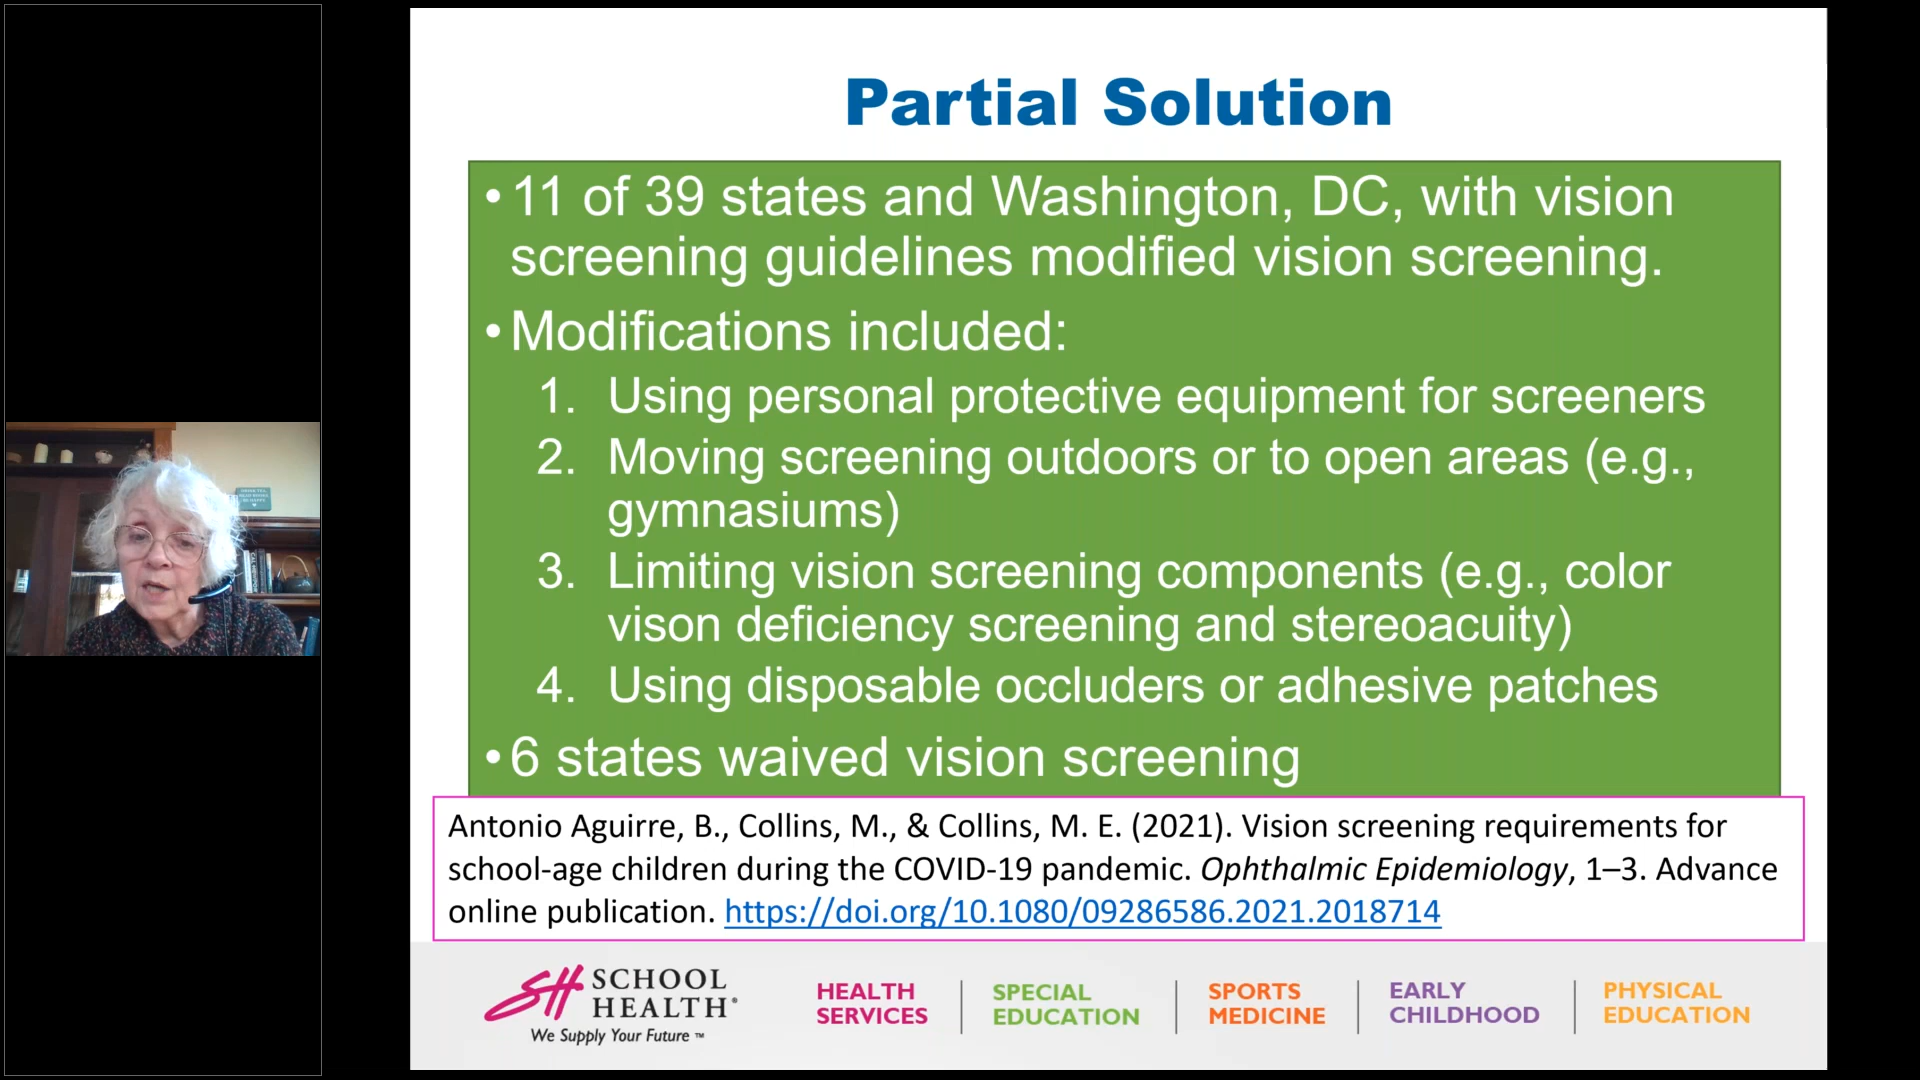 Partial Solution
•11 of 39 states and Washington, DC, with vision
screening guidelines modified vision screening.
•Modifications included:
1. Using personal protective equipment for screeners
2. Moving screening outdoors or to open areas (e.g.,
gymnasiums)
3. Limiting vision screening components (e.g., color
vison deficiency screening and stereoacuity)
4. Using disposable occluders or adhesive patches
•6 states waived vision screening
Antonio Aguirre, B., Collins, M., & Collins, M. E. (2021). Vision screening requirements for
school-age children during the COVID-19 pandemic. Ophthalmic Epidemiology, 1–3. Advance
online publication. https://doi.org/10.1080/09286586.2021.2018714
SH SCHOOL
HEALTH®
We Supply Your Future ™
HEALTH
SERVICES
SPECIAL
EDUCATION
SPORTS
MEDICINE
EARLY
CHILDHOOD
PHYSICAL
EDUCATION